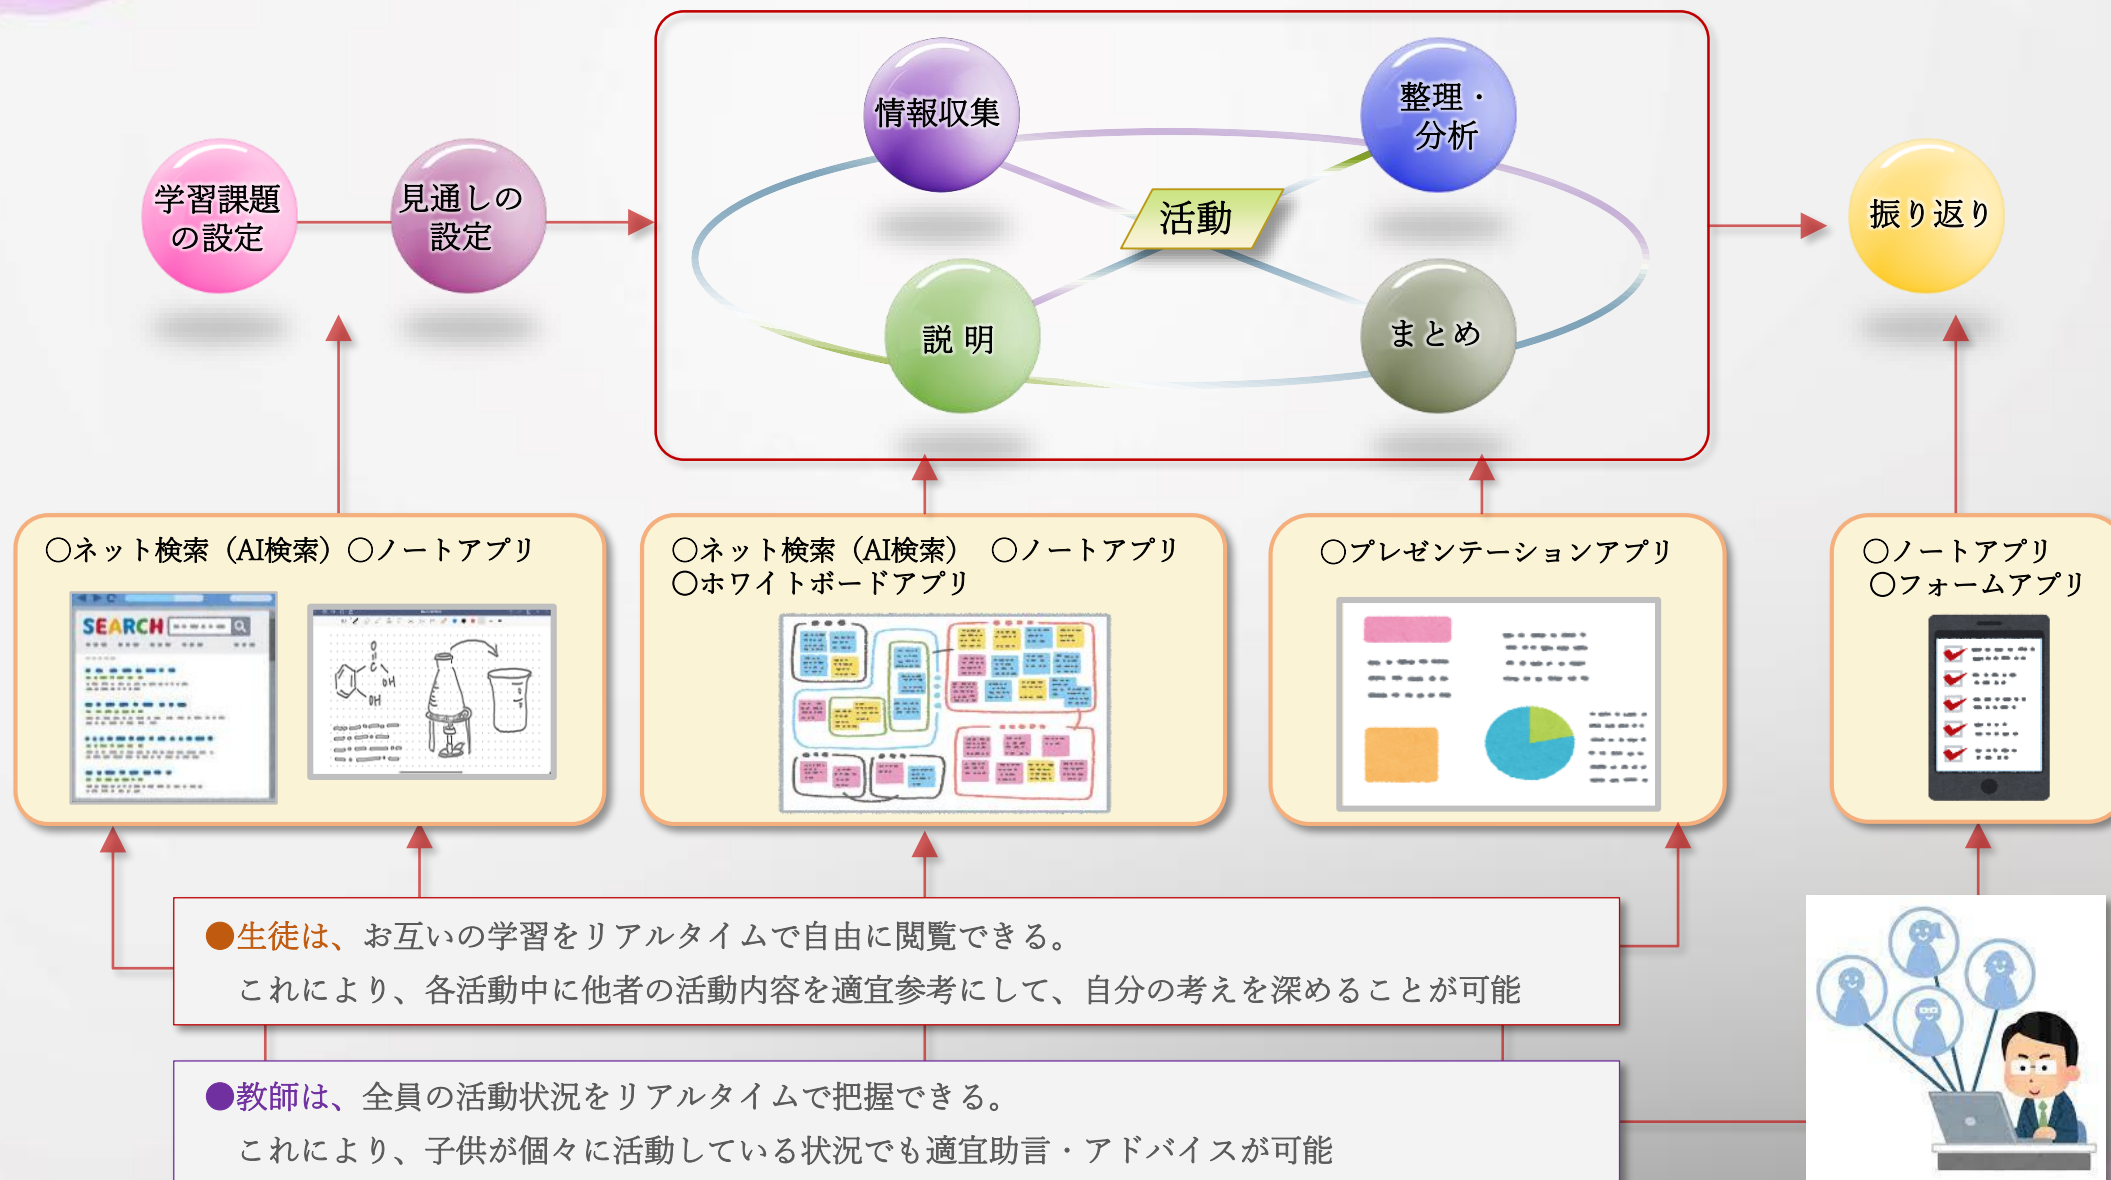 学習課題
の設定
見通しの
設定
情報収集
整理・
分析
活動
説 明
まとめ
振り返り
○ネット検索（AI検索）○ノートアプリ
SEARCH
○ネット検索（AI検索）　○ノートアプリ
○ホワイトボードアプリ
○プレゼンテーションアプリ
○ノートアプリ
○フォームアプリ
O
C
OH
OH
●生徒は、お互いの学習をリアルタイムで自由に閲覧できる。
これにより、各活動中に他者の活動内容を適宜参考にして、自分の考えを深めることが可能
●教師は、全員の活動状況をリアルタイムで把握できる。
これにより、子供が個々に活動している状況でも適宜助言・アドバイスが可能